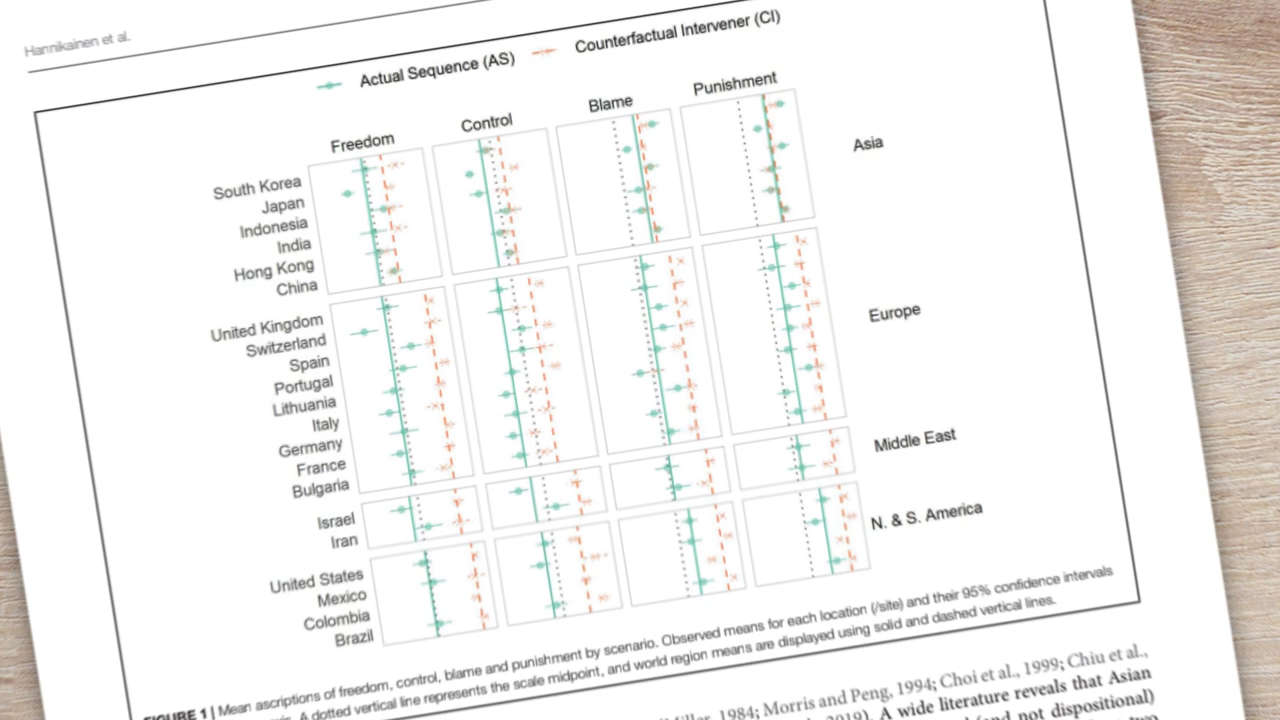 Hannikainen et al.
Actual Sequence (AS) Counterfactual Intervener (CI)
Freedom Control Blame Punishment
South Korea
Japan
Indonesia
India
Hong Kong
China
Asia
United Kingdom
Switzerland
Spain
Portugal
Lithuania
Italy
Germany
France
Bulgaria
Europe
Israel
Iran
Middle East
United States
Mexico
Colombia
Brazil
N. & S. America
FIGURE 1 | Mean ascriptions of freedom, control, blame and punishment by scenario. Observed means for each location (/site) and their 95% confidence intervals
A dotted vertical line represents the scale midpoint, and world region means are displayed using solid and dashed vertical lines.
1984; Morris and Peng, 1994; Choi et al., 1999; Chiu et al.,
2019). A wide literature reveals that Asian
not dispositional)